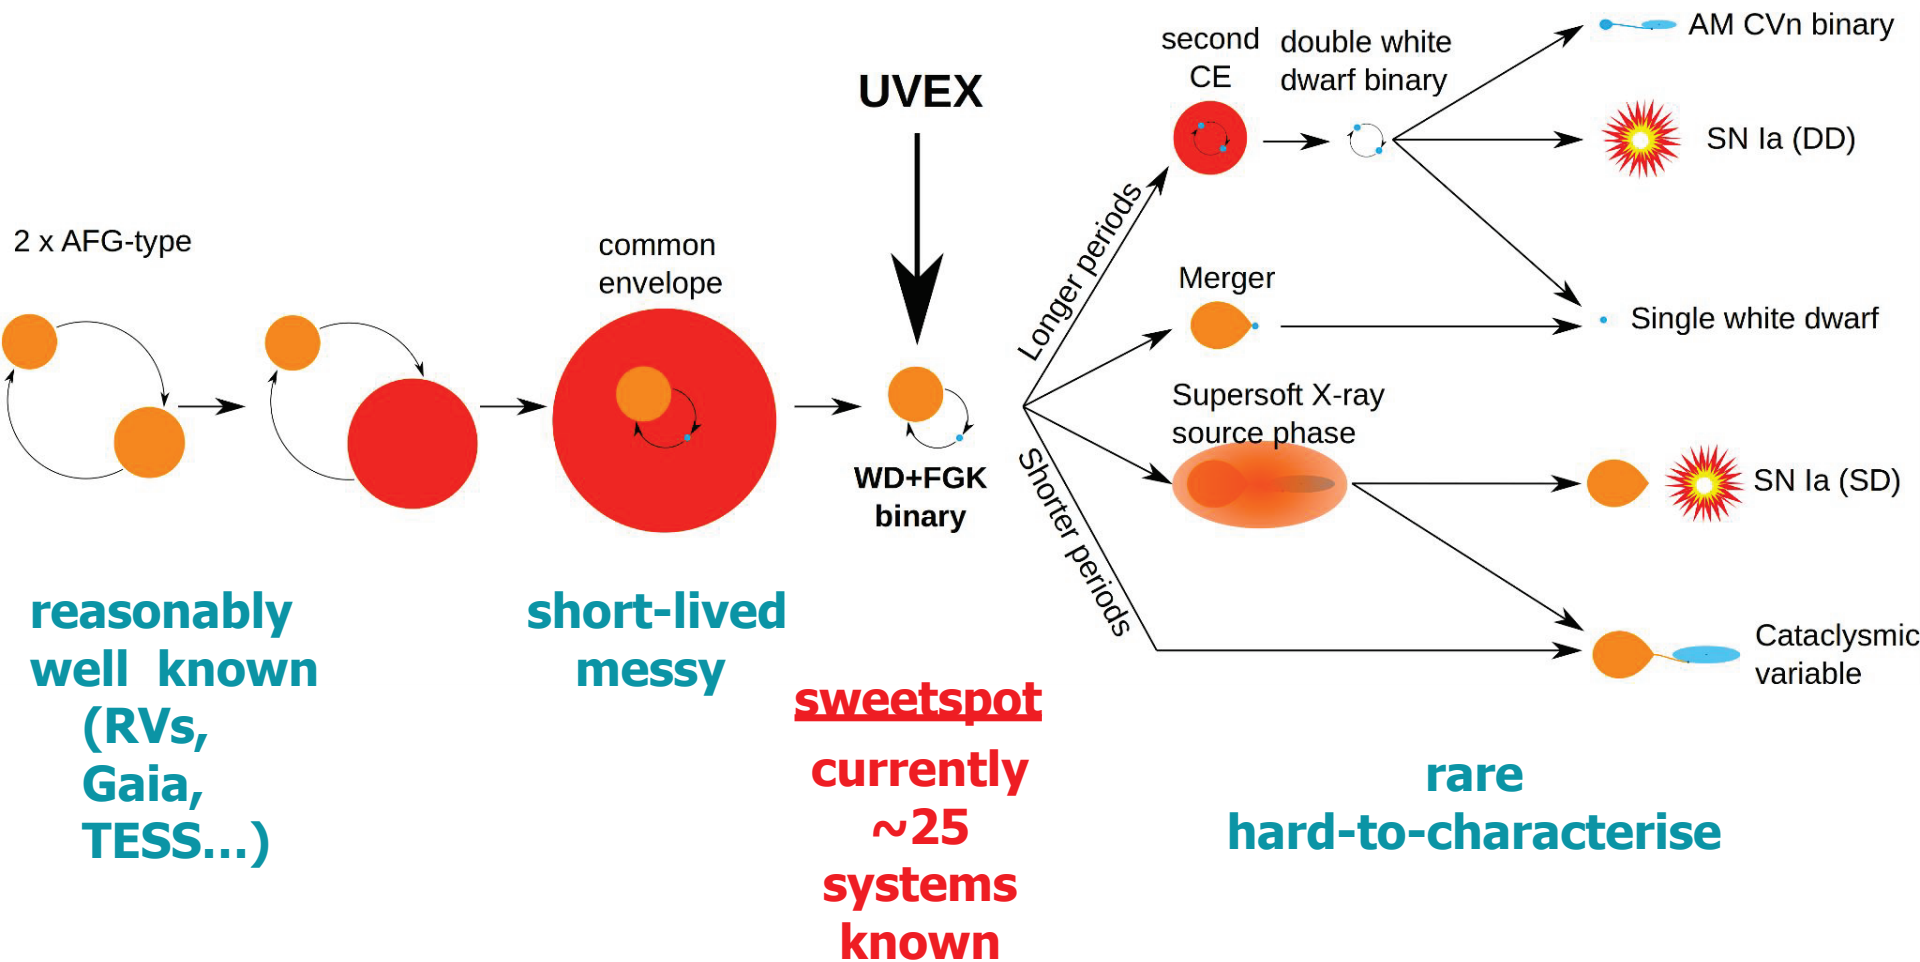 2 x AFG-type
common
envelope
UVEX
WD+FGK
binary
Longer periods
Shorter periods
second
CE
double white
dwarf binary
AM CVn binary
SN Ia (DD)
Merger
Single white dwarf
Supersoft X-ray
source phase
SN Ia (SD)
Cataclysmic
variable
reasonably
well known
(RVs,
Gaia,
TESS...)
short-lived
messy
sweetspot
currently
~25
systems
known
rare
hard-to-characterise